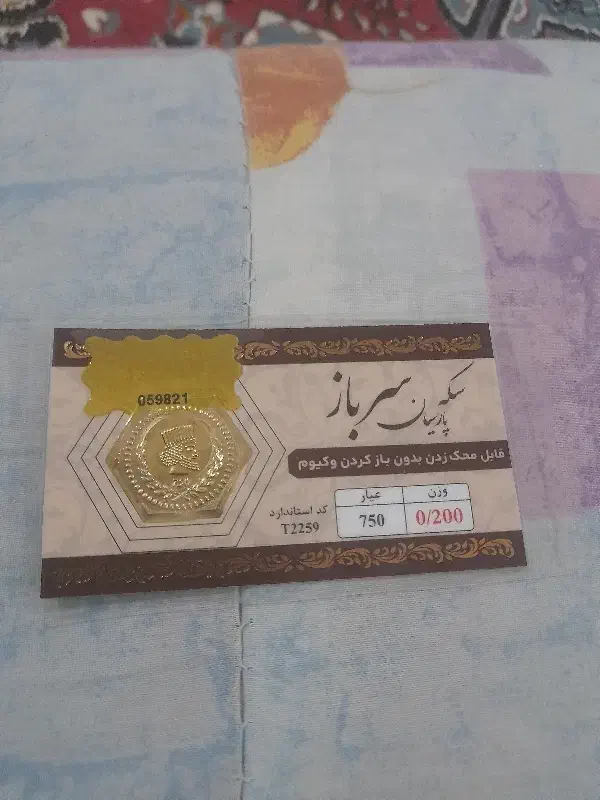 059821
سکه
پارسیان
سرباز
قابل محک زدن بدون باز کردن وکیوم
وزن
عیار
0/200
750
کد استاندارد
T2259